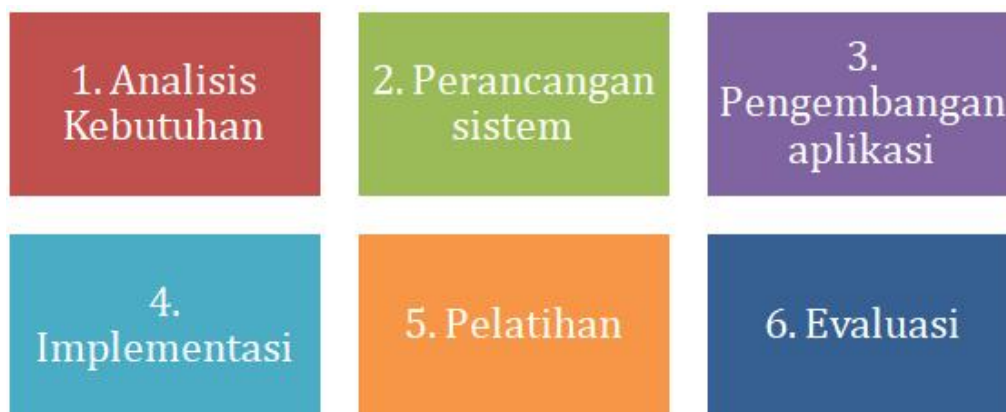 1. Analisis
Kebutuhan
2. Perancangan
sistem
3.
Pengembangan
aplikasi
4.
Implementasi
5. Pelatihan
6. Evaluasi